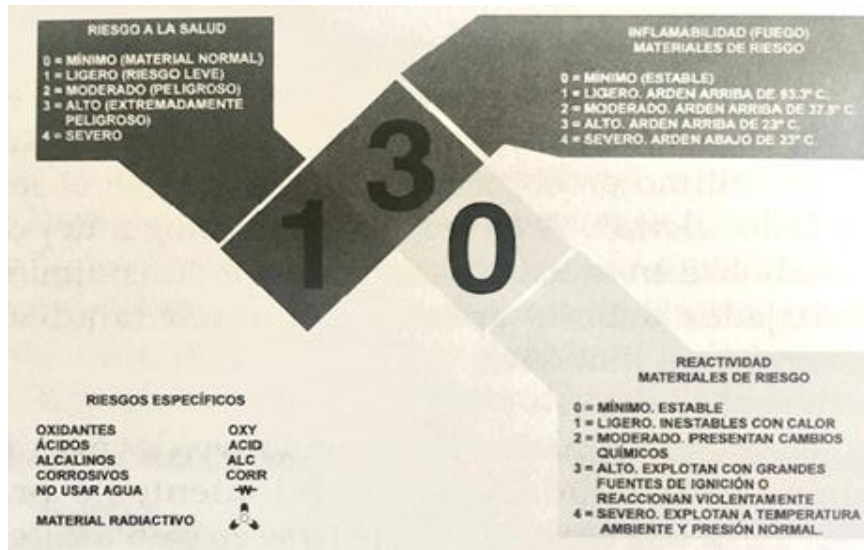 RIESGO A LA SALUD
0 = MÍNIMO (MATERIAL NORMAL)
1 = LIGERO (RIESGO LEVE)
2 = MODERADO (PELIGROSO)
3 = ALTO (EXTREMADAMENTE
PELIGROSO)
4 = SEVERO
INFLAMABILIDAD (FUEGO)
MATERIALES DE RIESGO
0 = MÍNIMO (ESTABLE)
1 = LIGERO. ARDEN ARRIBA DE 93.3° C.
2 = MODERADO. ARDEN ARRIBA DE 37.8° C.
3 = ALTO. ARDEN ARRIBA DE 23° C.
4 = SEVERO. ARDEN ABAJO DE 23° C.
3
1
0
REACTIVIDAD
MATERIALES DE RIESGO
0 = MÍNIMO. ESTABLE
1 = LIGERO. INESTABLES CON CALOR
2 = MODERADO. PRESENTAN CAMBIOS
QUÍMICOS
3 = ALTO. EXPLOTAN CON GRANDES
FUENTES DE IGNICIÓN O
REACCIONAN VIOLENTAMENTE
4 = SEVERO. EXPLOTAN A TEMPERATURA
AMBIENTE Y PRESIÓN NORMAL.
RIESGOS ESPECÍFICOS
OXIDANTES OXY
ÁCIDOS ACID
ALCALINOS ALC
CORROSIVOS CORR
NO USAR AGUA W
MATERIAL RADIACTIVO